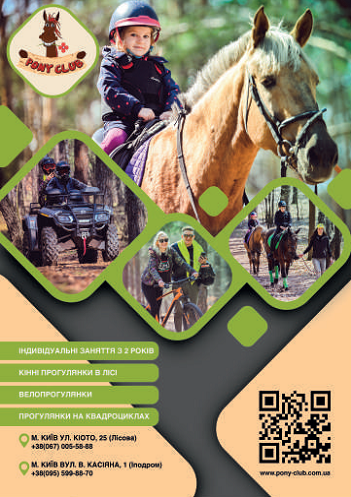 PONY CLUB
ІНДИВІДУАЛЬНІ ЗАНЯТТЯ З 2 РОКІВ
КІННІ ПРОГУЛЯНКИ В ЛІСІ
ВЕЛОПРОГУЛЯНКИ
ПРОГУЛЯНКИ НА КВАДРОЦИКЛАХ
М. КИЇВ УЛ. КІОТО, 25 (Лісова)
+38(067) 005-58-88
М. КИЇВ ВУЛ. В. КАСІЯНА, 1 (Іподром)
+38(095) 599-88-70
www.pony-club.com.ua